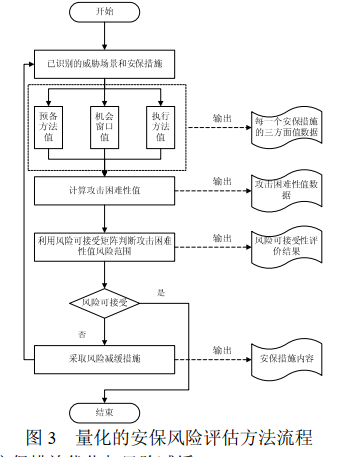 开始
已识别的威胁场景和安保措施
预备
方法
值
机会
窗口
值
执行
方法
值
输出
每一个安保措施
的三方面值数据
计算攻击困难性值
输出
攻击困难性值数
据
利用风险可接受矩阵判断攻击困难
性值风险范围
输出
风险可接受性评
价结果
风险可接受
是
否
采取风险减缓措施
输出
安保措施内容
结束
图 3 量化的安保风险评估方法流程